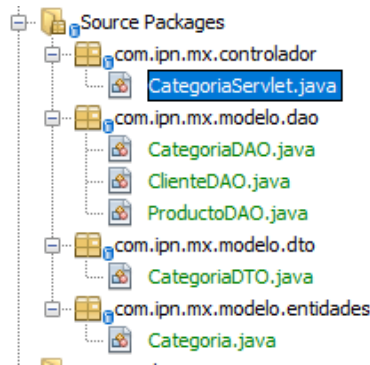 Source Packages
com.ipn.mx.controlador
CategoriaServlet.java
com.ipn.mx.modelo.dao
CategoriaDAO.java
ClienteDAO.java
ProductoDAO.java
com.ipn.mx.modelo.dto
CategoriaDTO.java
com.ipn.mx.modelo.entidades
Categoria.java